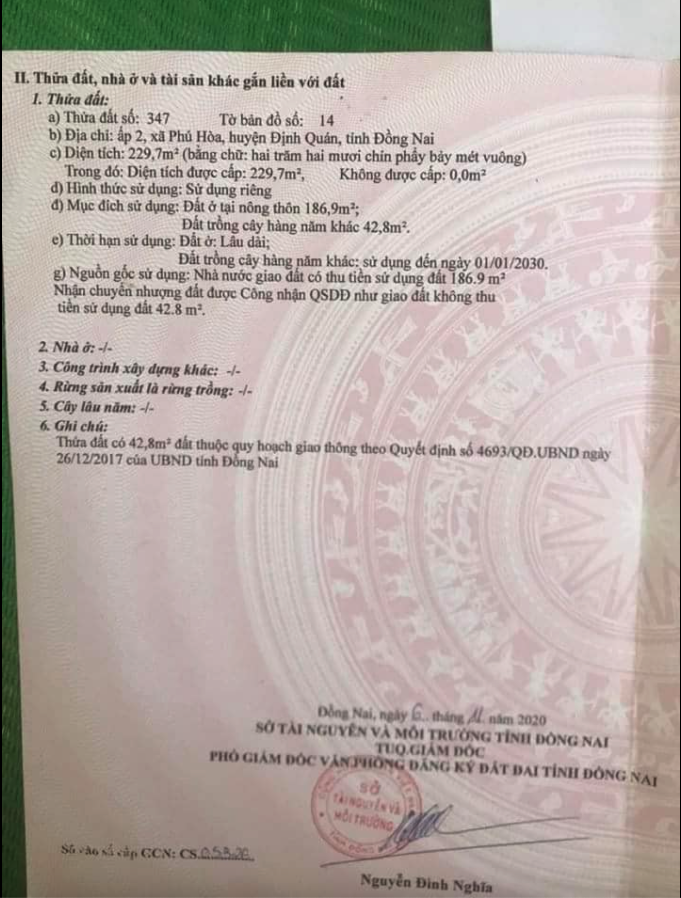 II. Thửa đất, nhà ở và tài sản khác gắn liền với đất
1. Thửa đất:
a) Thửa đất số: 347 Tờ bản đồ số: 14
b) Địa chỉ: ấp 2, xã Phú Hòa, huyện Định Quán, tỉnh Đồng Nai
c) Diện tích: 229,7m² (bằng chữ: hai trăm hai mươi chín phẩy bảy mét vuông)
Trong đó: Diện tích được cấp: 229,7m², Không được cấp: 0,0m²
d) Hình thức sử dụng: Sử dụng riêng
đ) Mục đích sử dụng: Đất ở tại nông thôn 186,9m²;
Đất trồng cây hàng năm khác 42,8m².
e) Thời hạn sử dụng: Đất ở: Lâu dài;
Đất trồng cây hàng năm khác: sử dụng đến ngày 01/01/2030.
g) Nguồn gốc sử dụng: Nhà nước giao đất có thu tiền sử dụng đất 186.9 m²
Nhận chuyển nhượng đất được Công nhận QSDĐ như giao đất không thu
tiền sử dụng đất 42.8 m².
2. Nhà ở: -/-
3. Công trình xây dựng khác: -/-
4. Rừng sản xuất là rừng trồng: -/-
5. Cây lâu năm: -/-
6. Ghi chú:
Thửa đất có 42,8m² đất thuộc quy hoạch giao thông theo Quyết định số 4693/QĐ.UBND ngày
26/12/2017 của UBND tỉnh Đồng Nai
Đồng Nai, ngày 6.. tháng 11. năm 2020
SỞ TÀI NGUYÊN VÀ MÔI TRƯỜNG TỈNH ĐỒNG NAI
TUQ.GIÁM ĐỐC
PHÓ GIÁM ĐỐC VĂN PHÒNG ĐĂNG KÝ ĐẤT ĐAI TỈNH ĐỒNG NAI
SỞ
TÀI NGUYÊN VÀ
MÔI TRƯỜNG
Số vào sổ cấp GCN: CS.
Nguyễn Đình Nghĩa